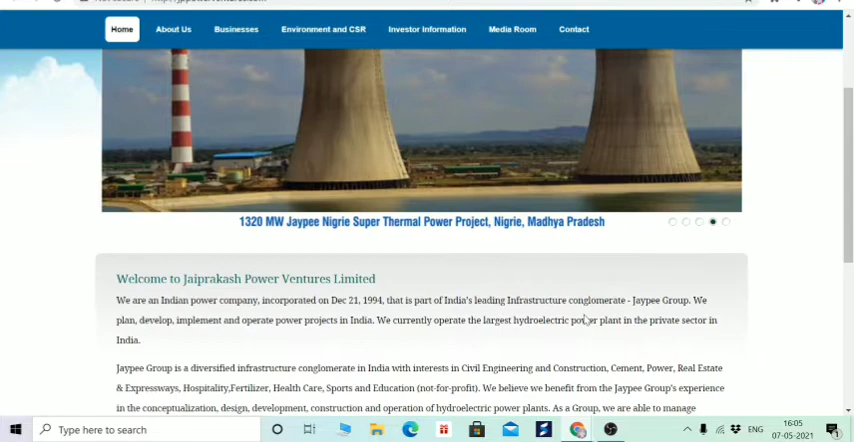 Home About Us Businesses Environment and CSR Investor Information Media Room Contact
1320 MW Jaypee Nigrie Super Thermal Power Project, Nigrie, Madhya Pradesh
Welcome to Jaiprakash Power Ventures Limited
We are an Indian power company, incorporated on Dec 21, 1994, that is part of India's leading Infrastructure conglomerate - Jaypee Group. We
plan, develop, implement and operate power projects in India. We currently operate the largest hydroelectric power plant in the private sector in
India.
Jaypee Group is a diversified infrastructure conglomerate in India with interests in Civil Engineering and Construction, Cement, Power, Real Estate
& Expressways, Hospitality,Fertilizer, Health Care, Sports and Education (not-for-profit). We believe we benefit from the Jaypee Group's experience
in the conceptualization, design, development, construction and operation of hydroelectric power plants. As a Group, we are able to manage
Type here to search
ENG
16:05
07-05-2021